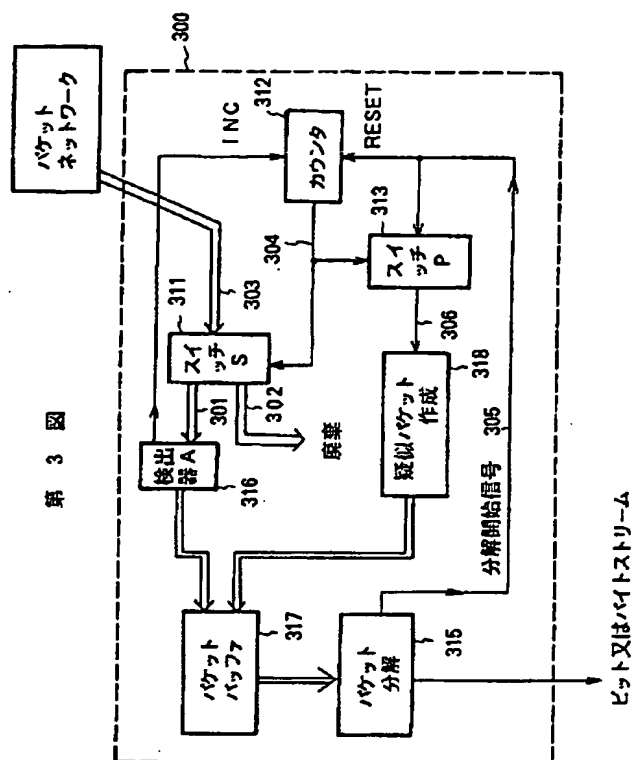 第 3 図
パケット
ネットワーク
300
INC
312
カウンタ
RESET
304
313
スイッチ
P
303
311
スイッチ
S
301
302
廃棄
306
318
疑似パケット
作成
305
分解開始信号
検出
器A
316
パケット
バッファ
317
パケット
分解
315
ビット又はバイトストリーム